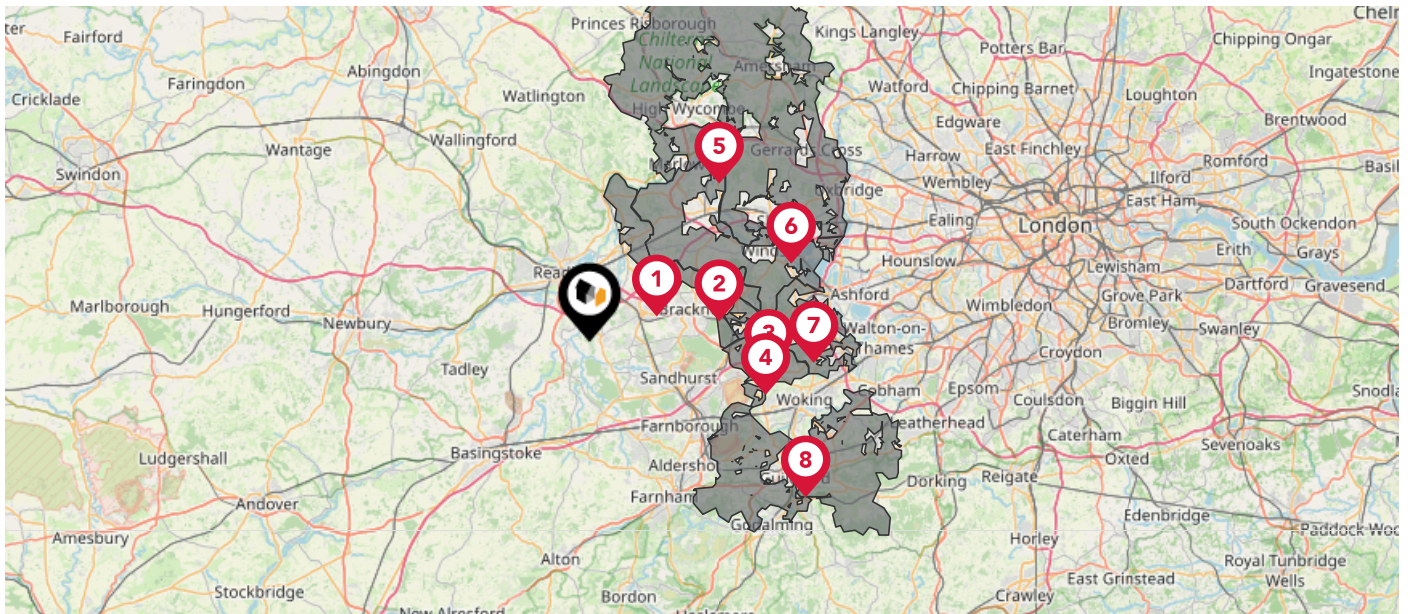 Princes Risborough
Kings Langley
Chipping Ongar
Fairford
Potters Bar
Chiltern
National
Landscape
Amersham
Abingdon
Ingatestone
Faringdon
Watford
Chipping Barnet
Loughton
Cricklade
Watlington
High Wycombe
Brentwood
Edgware
Wallingford
Wantage
5
Gerrards Cross
Harrow
East Finchley
Romford
Swindon
Wembley
Ilford
East Ham
6
Ealing
London
South Ockendon
Erith
Grays
Hounslow
Lewisham
1
2
Ashford
Dartford
Gravesend
Marlborough
Hungerford
Wimbledon
Grove Park
Newbury
3
7
Walton-on-
Thames
Bromley
Swanley
4
Croydon
Tadley
Sandhurst
Cobham
Epsom
Coulsdon
Woking
Biggin Hill
Farnborough
Leatherhead
Caterham
Sevenoaks
Ludgershall
Basingstoke
8
Oxted
Dorking
Reigate
Farnham
Andover
Godalming
Edenbridge
Amesbury
Horley
Alton
Royal Tunbridge
Wells
East Grinstead
Stockbridge
Bordon
Crawley